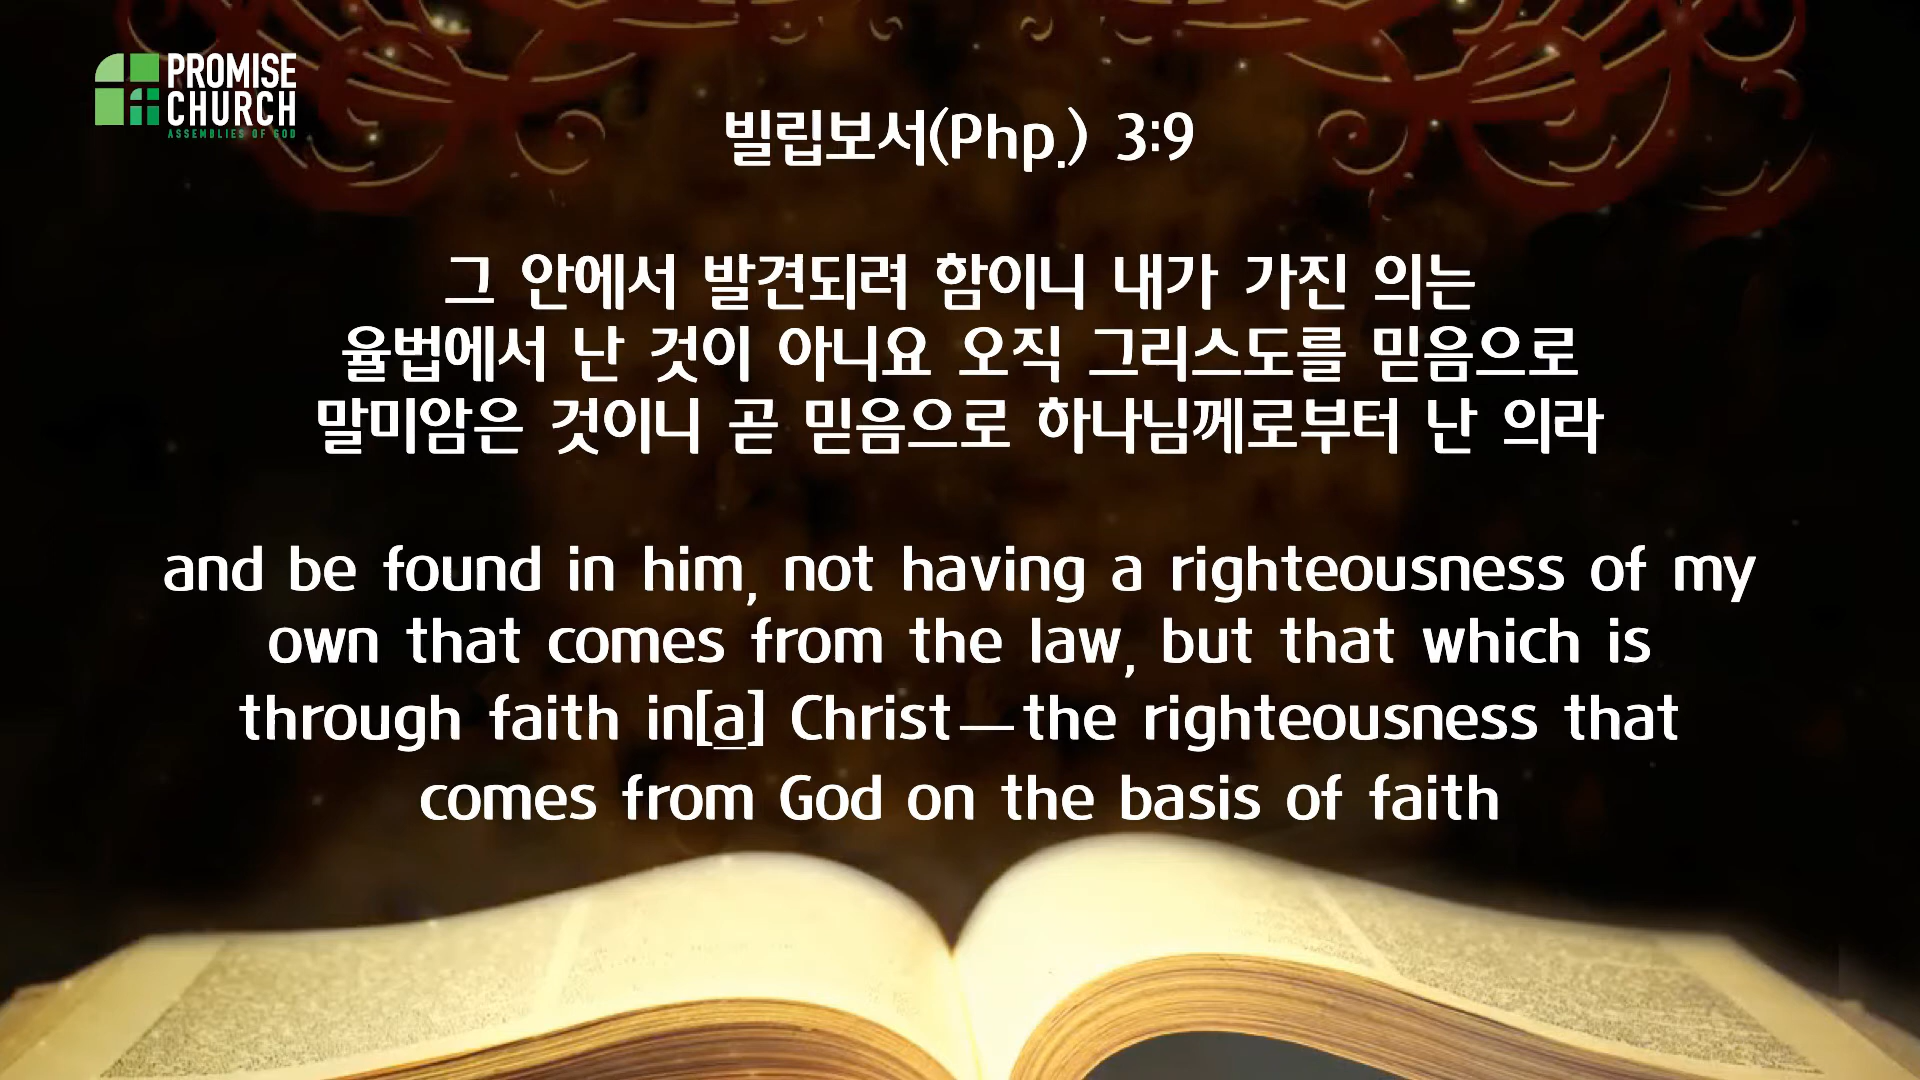 PROMISE
CHURCH
ASSEMBLIES OF GOD
빌립보서(Php.) 3:9
그 안에서 발견되려 함이니 내가 가진 의는
율법에서 난 것이 아니요 오직 그리스도를 믿음으로
말미암은 것이니 곧 믿음으로 하나님께로부터 난 의라
and be found in him, not having a righteousness of my
own that comes from the law, but that which is
through faith in[a] Christ—the righteousness that
comes from God on the basis of faith